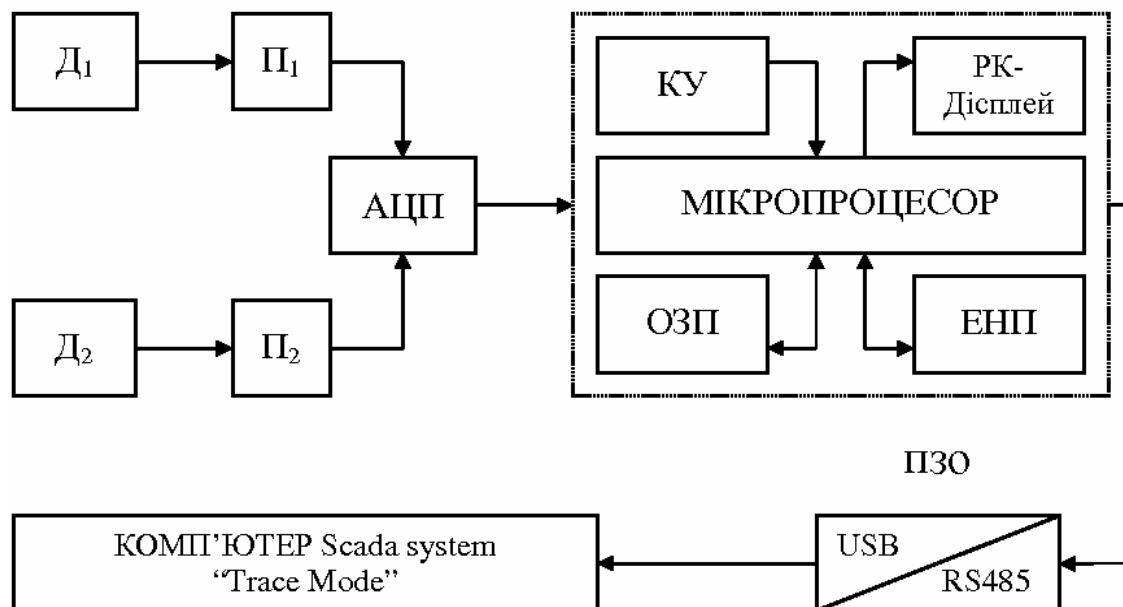 Д1
П1
КУ
РК-
Дісплей
АЦП
МІКРОПРОЦЕСОР
Д2
П2
ОЗП
ЕНП
ПЗО
КОМП’ЮТЕР Scada system
“Trace Mode”
USB
RS485